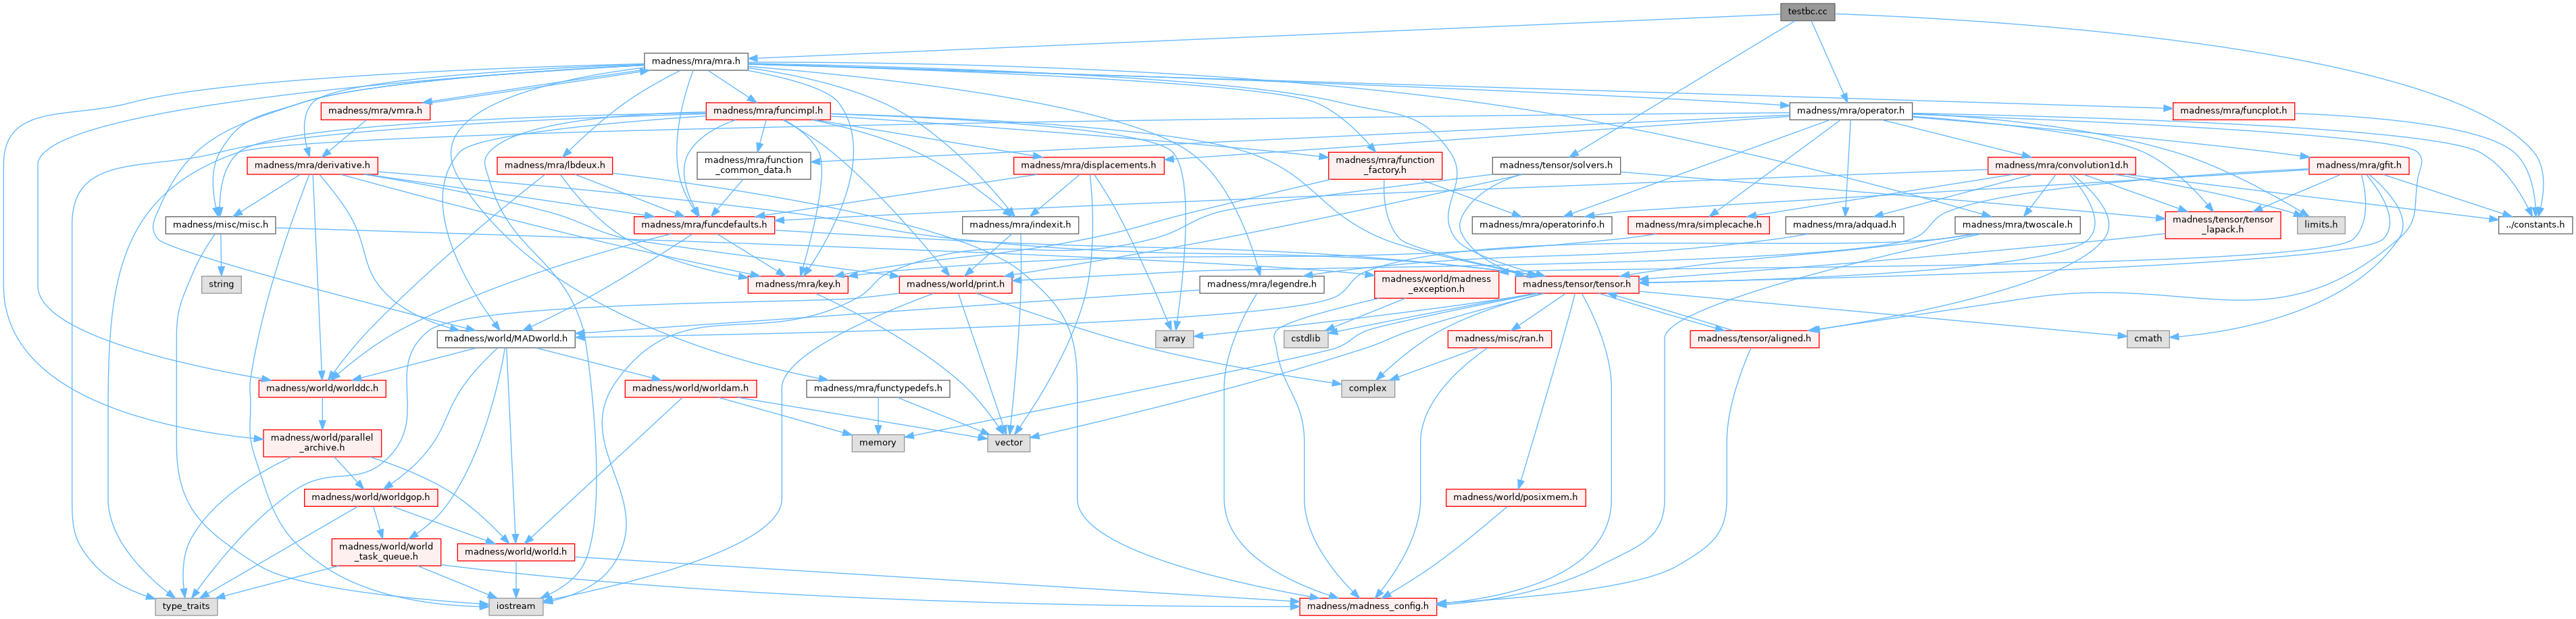 testbc.cc
madness/mra/mra.h
madness/mra/vmra.h
madness/mra/funcimpl.h
madness/mra/operator.h
madness/mra/funcplot.h
madness/mra/derivative.h
madness/mra/lbdeux.h
madness/mra/function
_common_data.h
madness/mra/displacements.h
madness/mra/function
_factory.h
madness/tensor/solvers.h
madness/mra/convolution1d.h
madness/mra/gfit.h
madness/misc/misc.h
madness/mra/funcdefaults.h
madness/mra/indexit.h
madness/mra/operatorinfo.h
madness/mra/simplecache.h
madness/mra/adquad.h
madness/mra/twoscale.h
madness/tensor/tensor
_lapack.h
limits.h
../constants.h
string
madness/mra/key.h
madness/world/print.h
madness/mra/legendre.h
madness/world/madness
_exception.h
madness/tensor/tensor.h
madness/world/MADworld.h
array
cstdlib
madness/misc/ran.h
madness/tensor/aligned.h
cmath
madness/world/worlddc.h
madness/world/worldam.h
madness/mra/functypedefs.h
complex
madness/world/parallel
_archive.h
memory
vector
madness/world/worldgop.h
madness/world/posixmem.h
madness/world/world
_task_queue.h
madness/world/world.h
type_traits
iostream
madness/madness_config.h